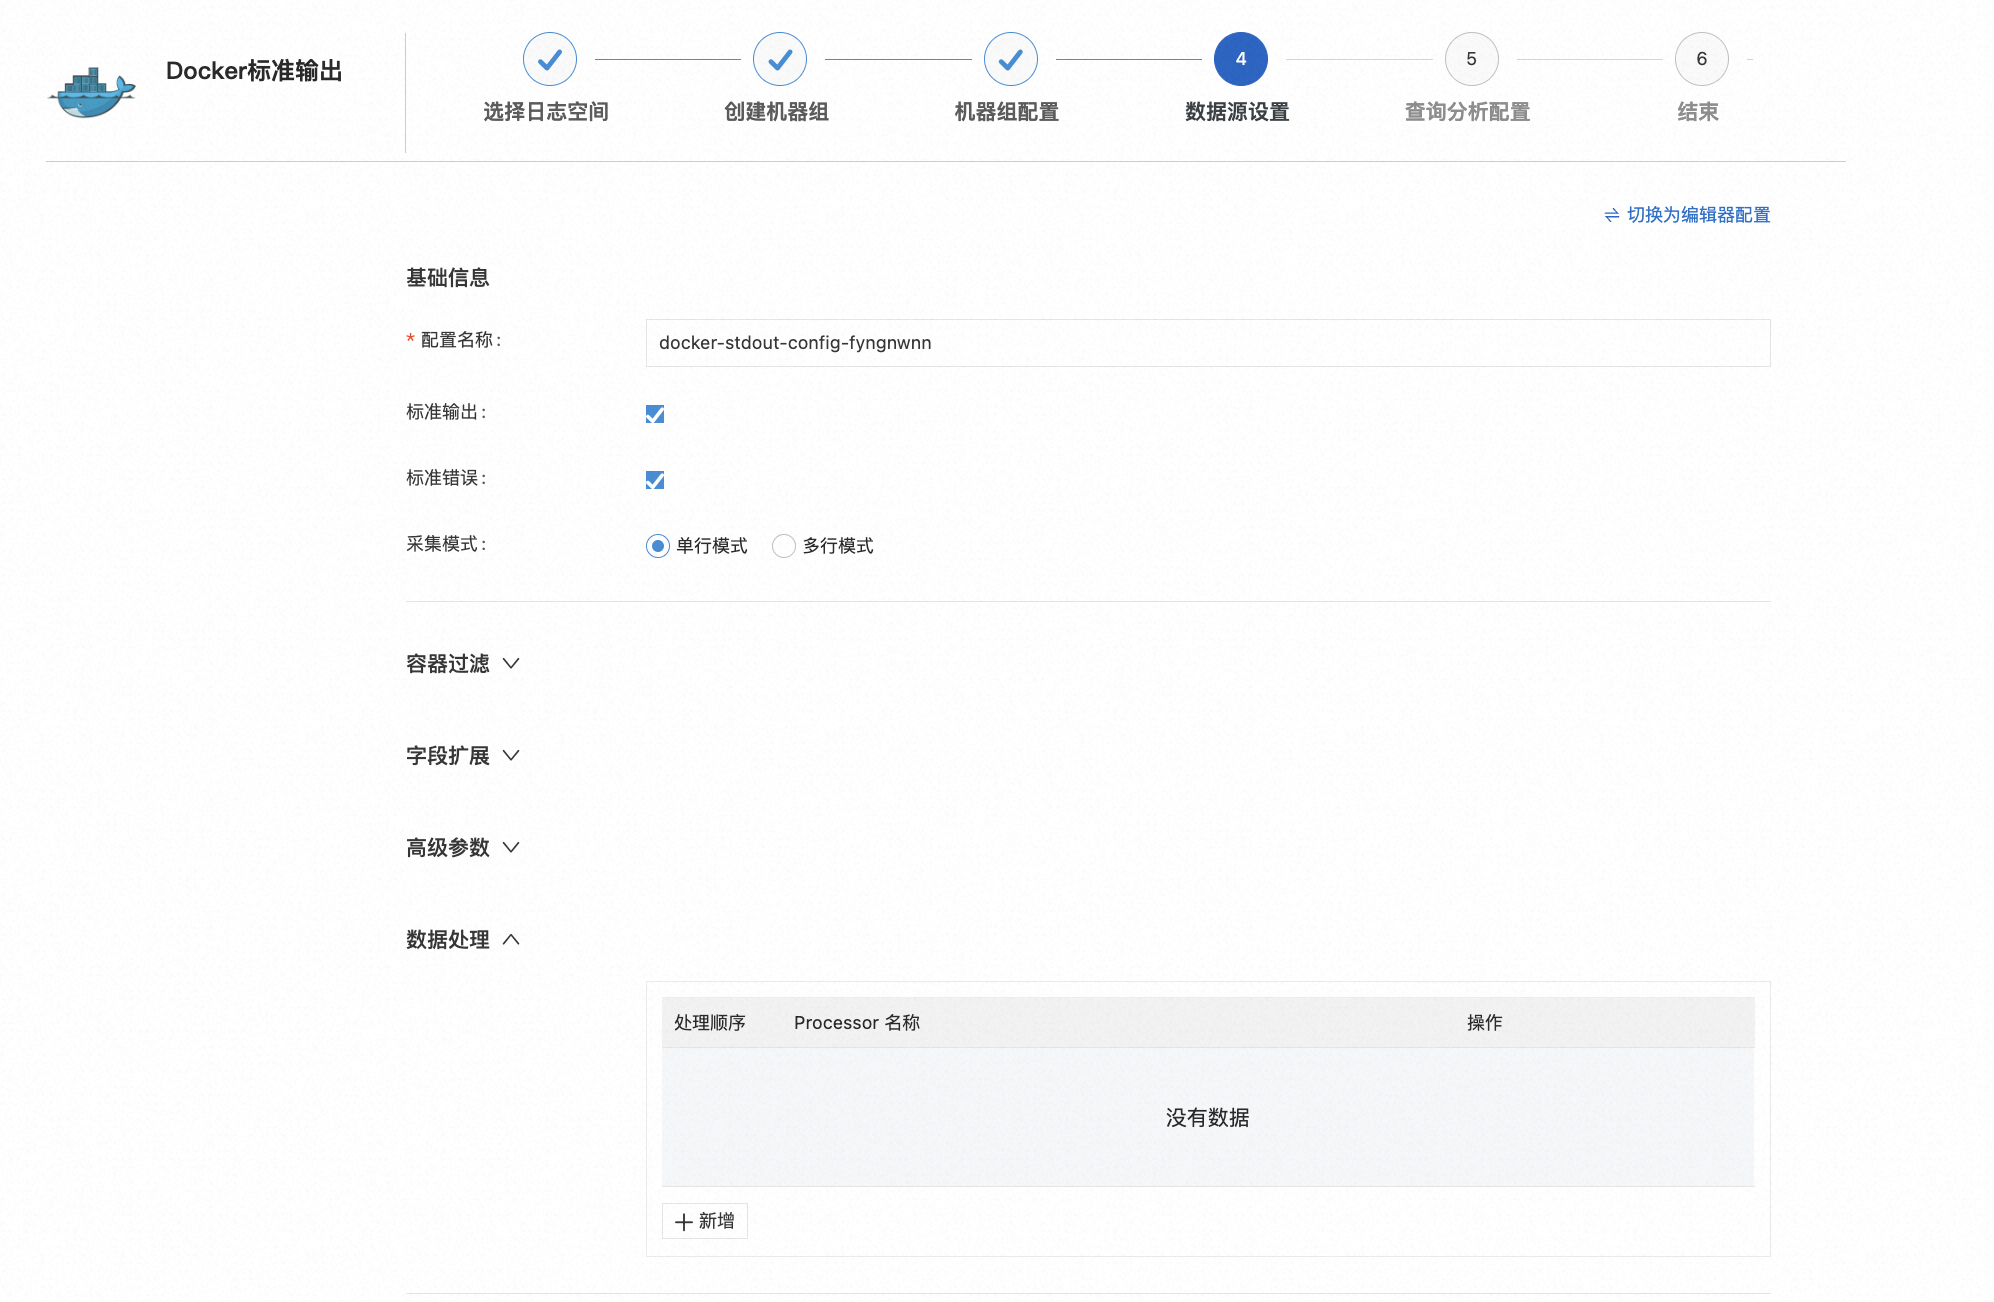 Docker标准输出
4
5
6
选择日志空间
创建机器组
机器组配置
数据源设置
查询分析配置
结束
切换为编辑器配置
基础信息
* 配置名称:
docker-stdout-config-fyngnwnn
标准输出:
标准错误:
采集模式:
单行模式
多行模式
容器过滤
字段扩展
高级参数
数据处理
处理顺序
Processor 名称
操作
没有数据
新增